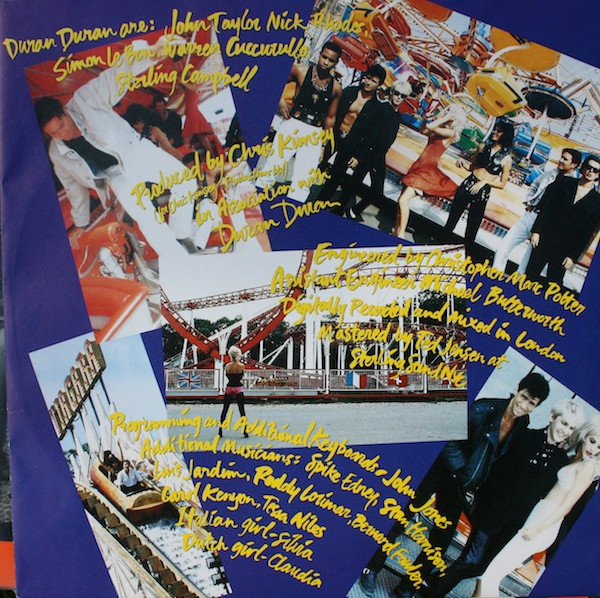 Duran Duran are: John Taylor Nick Rhodes,
Simon le Bon, Warren Cuccurullo,
Sterling Campbell
Produced by: Chris Kimsey
in Association with
Duran Duran
Engineered by Christopher Marc Potter
Assistant Engineer Michael Butterworth
Digitally Recorded and mixed in London
Mastered by Ted Jensen at
Sterling Sound NYC
Programming and Additional Keyboards John Jones
Additional Musicians: Spike Edney, Stan Harrison,
Luis Jardim, Roddy Lorimar, Bernard Fowler,
Carol Kenyon, Tsea Niles
Italian girl-Silvia
Dutch girl-Claudia